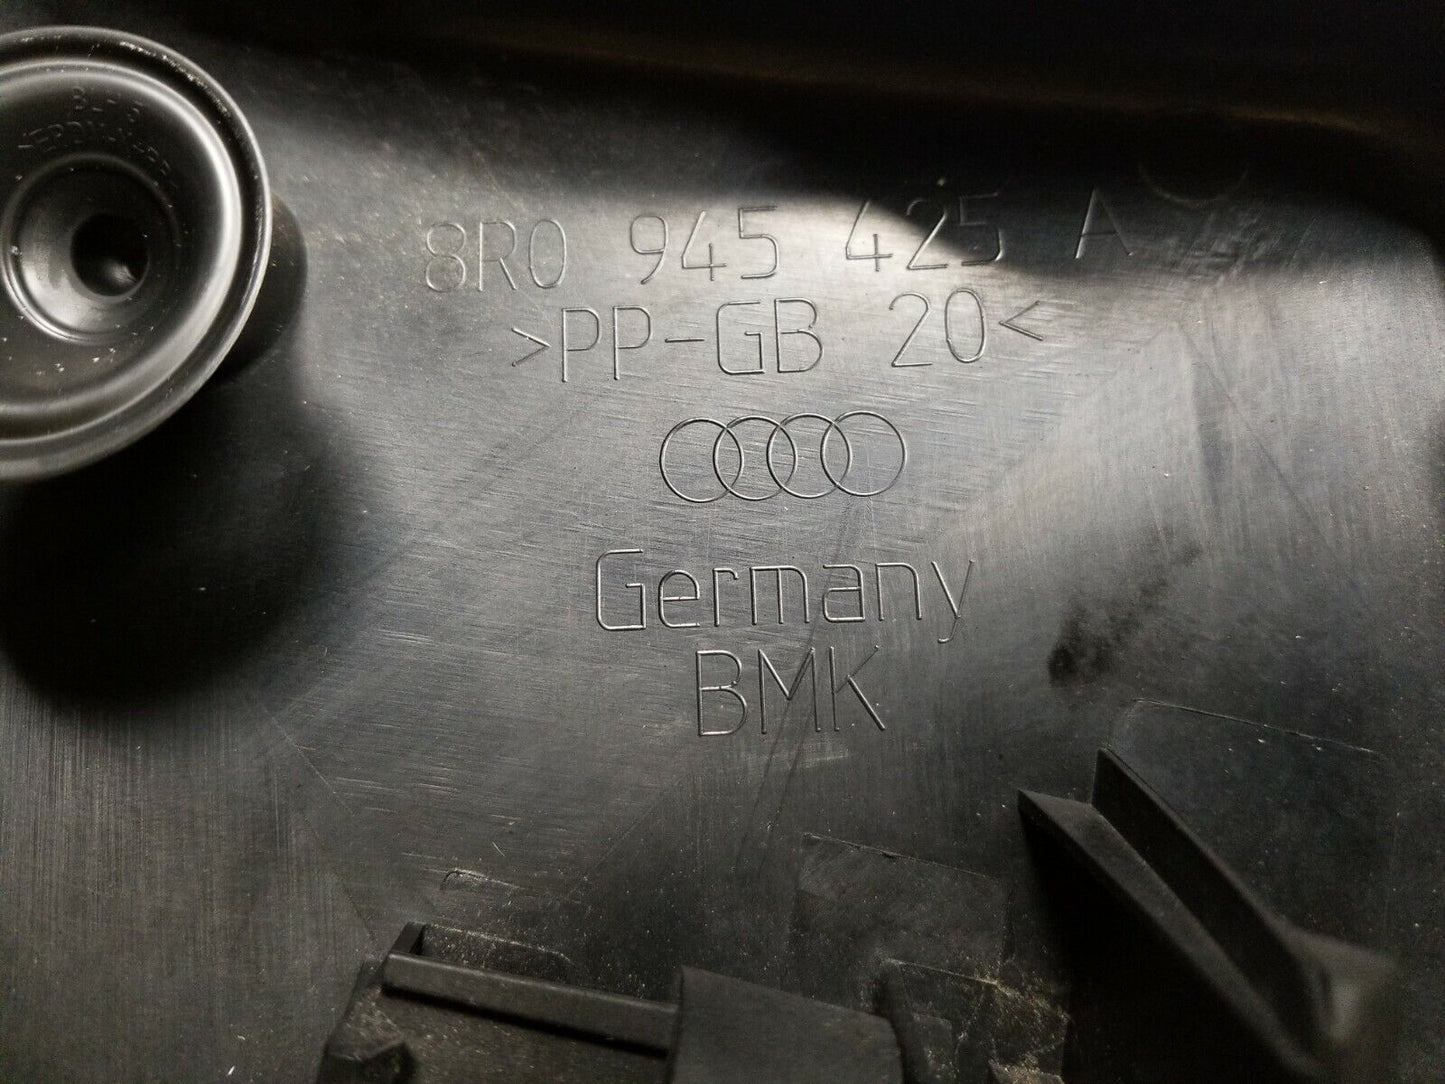 8R0 945 425 A
>PP-GB 20<
Germany
BMK